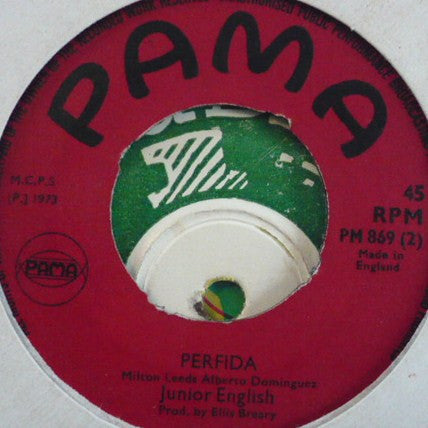 PAMA
M.C.P.S
(P.) 1973
45
RPM
PM 869 (2)
Made in
England
PAMA
PERFIDA
Milton Leeds Alberto Dominguez
Junior English
Prod. by Ellis Breary